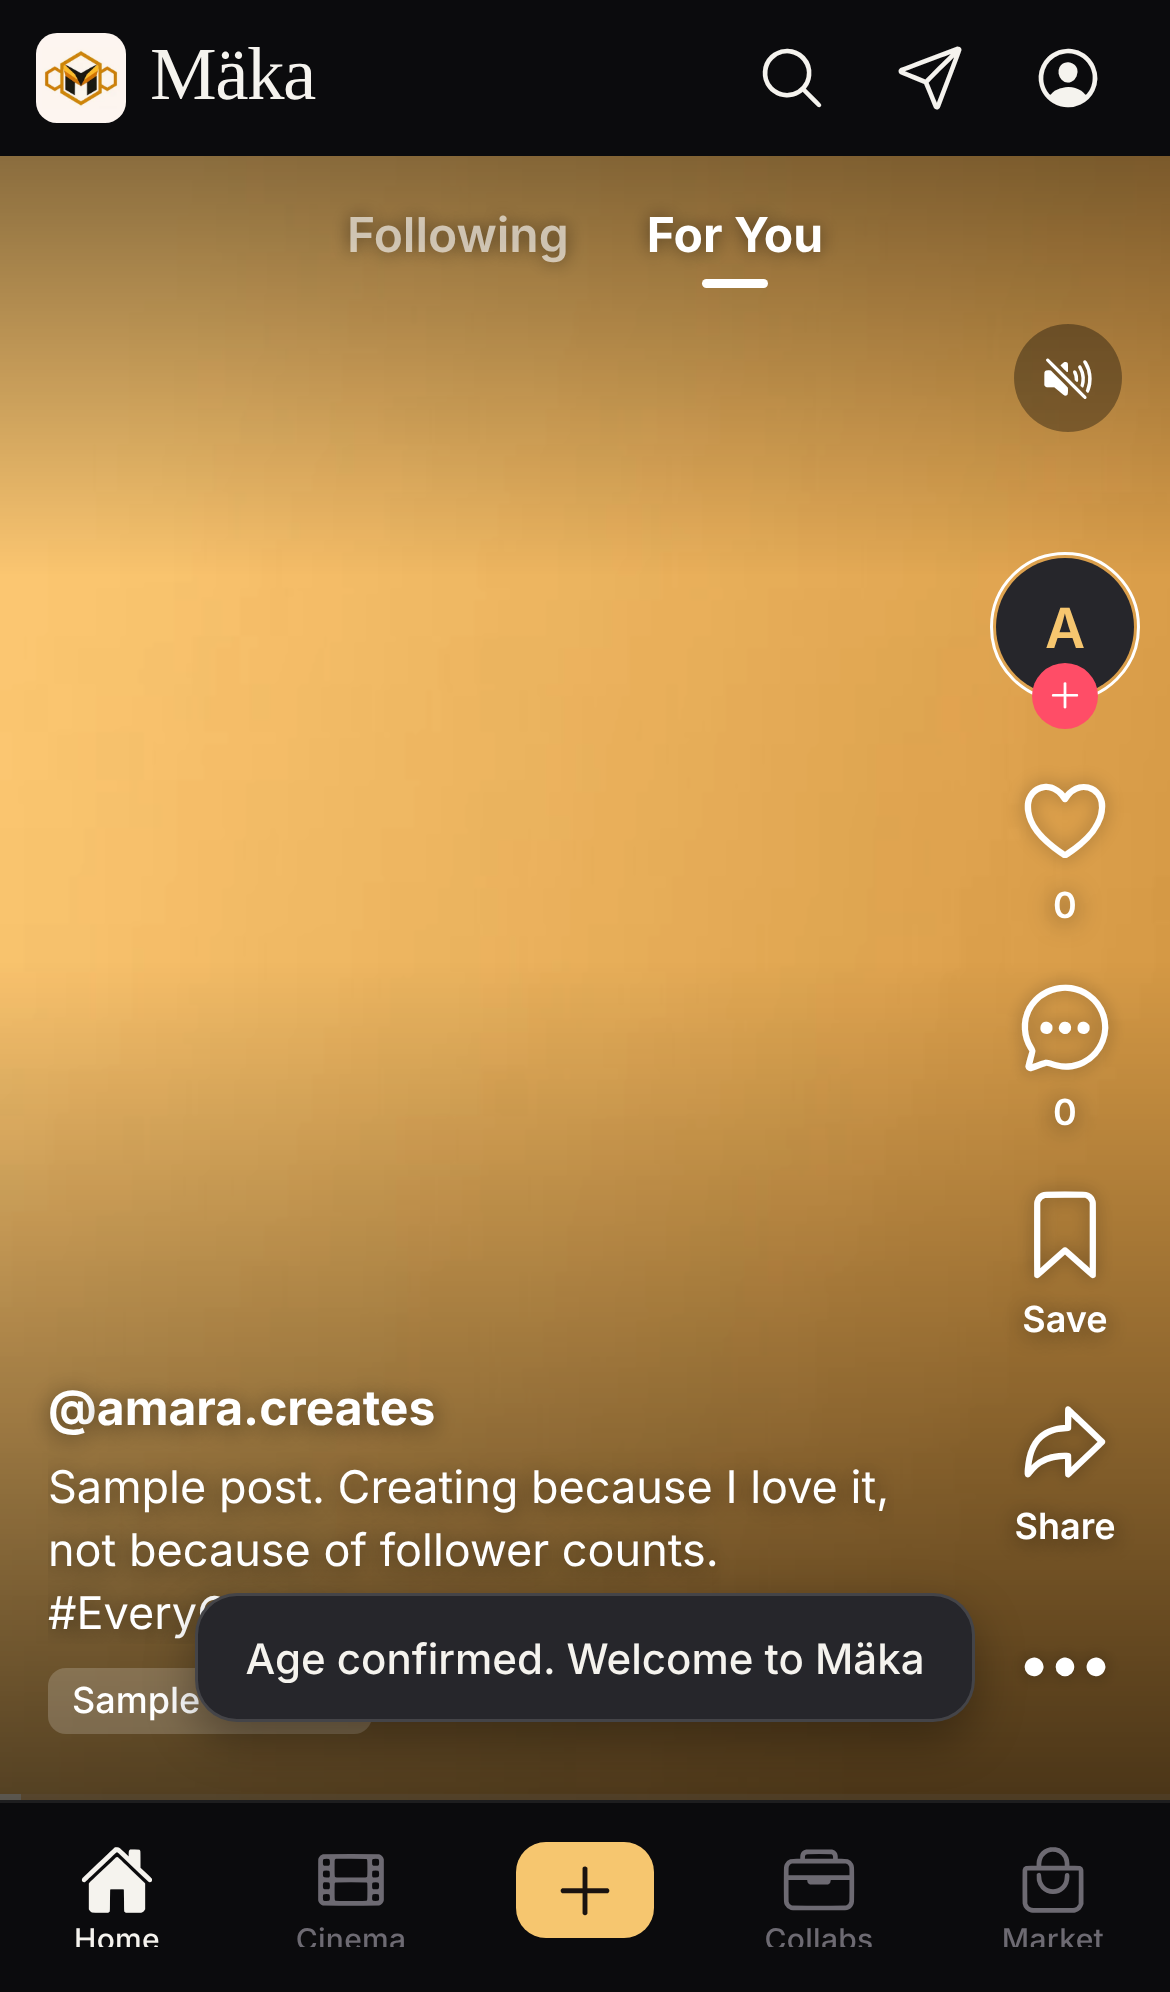 Mäka
Following For You
A
0
0
Save
Share
@amara.creates
Sample post. Creating because I love it,
not because of follower counts.
Age confirmed. Welcome to Mäka
Sample
Home Cinema Collabs Market